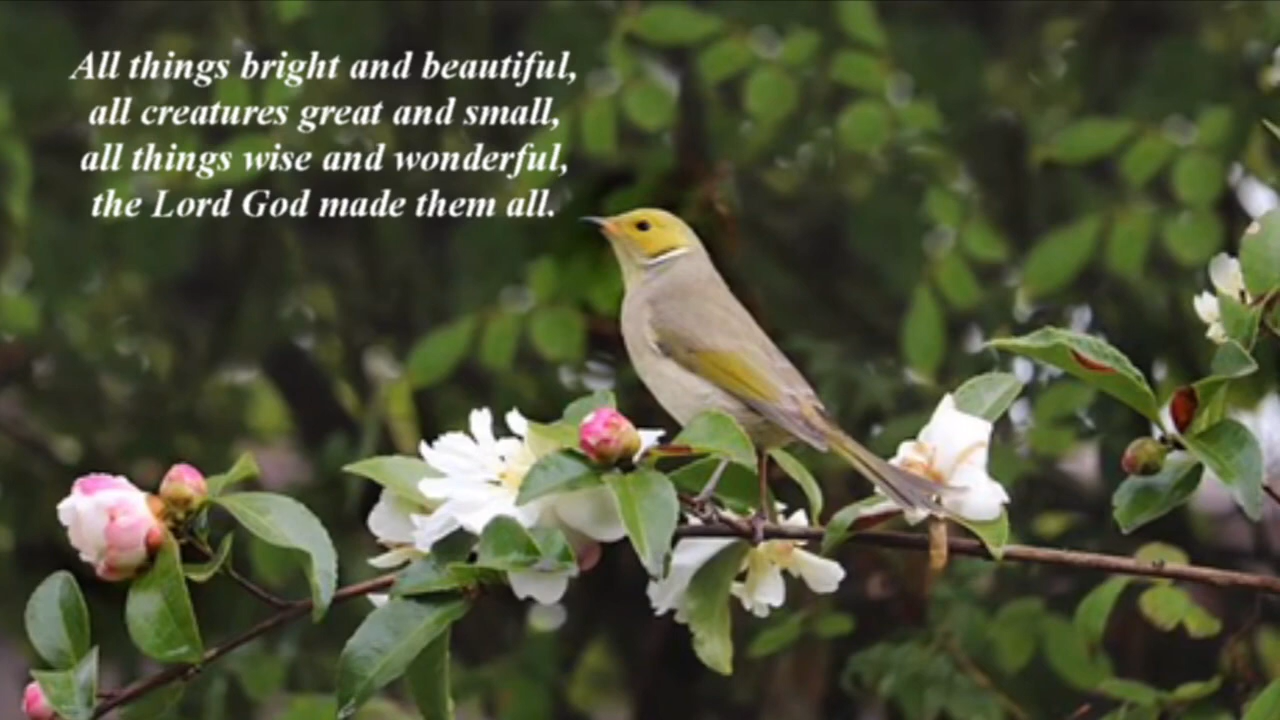 All things bright and beautiful,
all creatures great and small,
all things wise and wonderful,
the Lord God made them all.